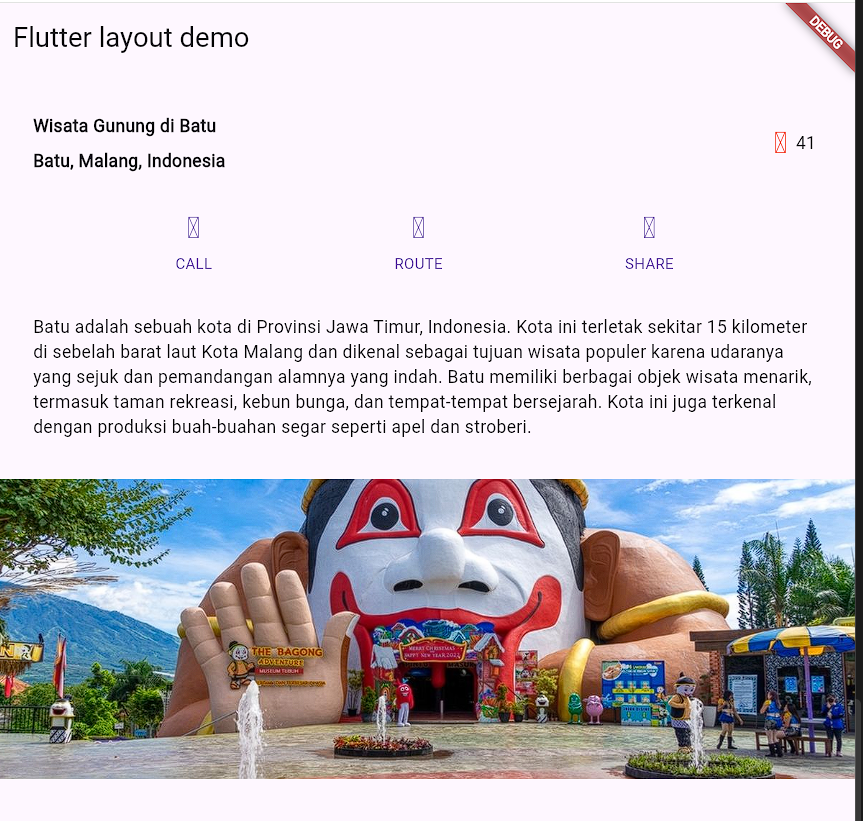 Flutter layout demo
DEBUG
Wisata Gunung di Batu
Batu, Malang, Indonesia
41
CALL
ROUTE
SHARE
Batu adalah sebuah kota di Provinsi Jawa Timur, Indonesia. Kota ini terletak sekitar 15 kilometer
di sebelah barat laut Kota Malang dan dikenal sebagai tujuan wisata populer karena udaranya
yang sejuk dan pemandangan alamnya yang indah. Batu memiliki berbagai objek wisata menarik,
termasuk taman rekreasi, kebun bunga, dan tempat-tempat bersejarah. Kota ini juga terkenal
dengan produksi buah-buahan segar seperti apel dan stroberi.
THE BAGONG
ADVENTURE
MUSEUM TUBUH
MERRY CHRISTMAS
HAPPY NEW YEAR 2022